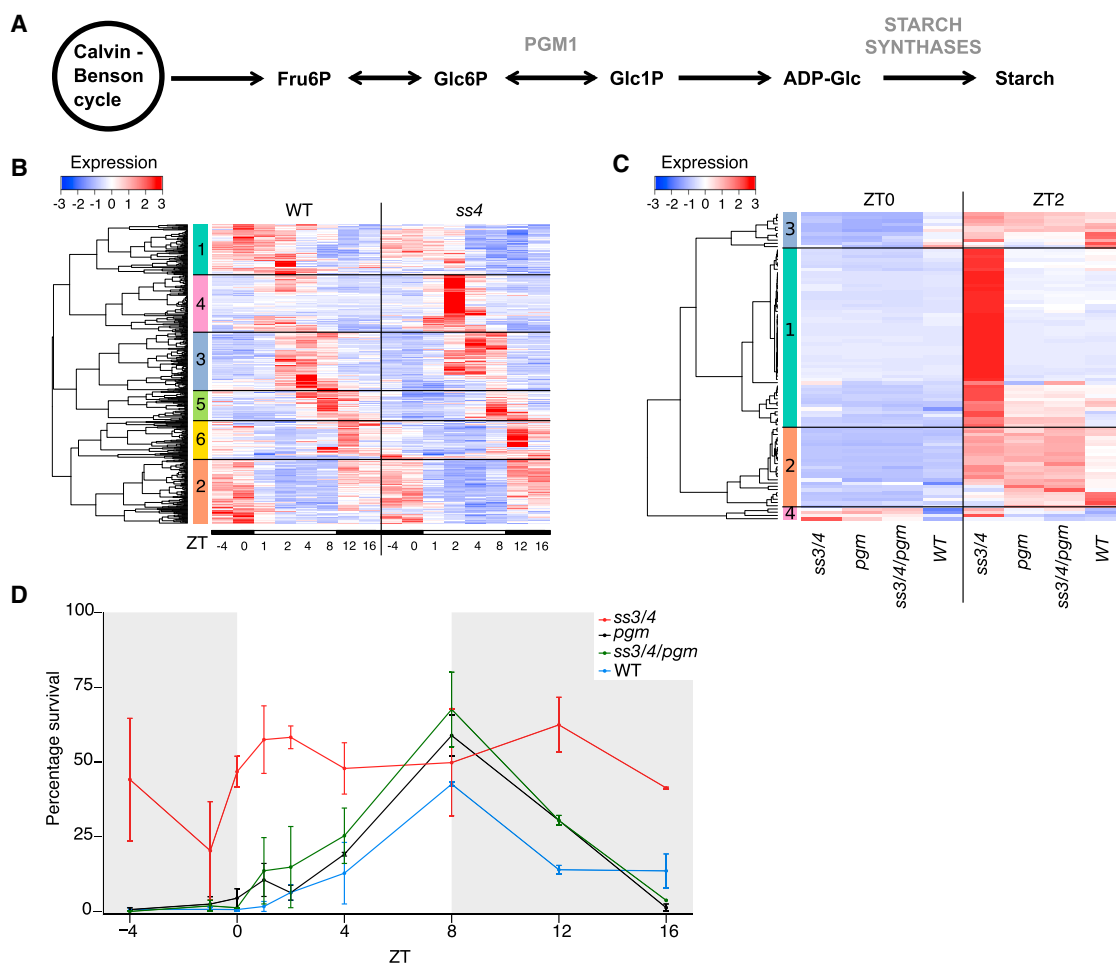 A
Calvin -
Benson
cycle
Fru6P
Glc6P
PGM1
Glc1P
ADP-Glc
STARCH
SYNTHASES
Starch
B
Expression
-3 -2 -1 0 1 2 3
WT
ss4
1
4
3
5
6
2
ZT
-4 0 1 2 4 8 12 16 -4 0 1 2 4 8 12 16
C
Expression
-3 -2 -1 0 1 2 3
ZT0
ZT2
3
1
2
4
ss3/4
pgm
ss3/4/pgm
WT
ss3/4
pgm
ss3/4/pgm
WT
D
Percentage survival
100
75
50
25
0
ss3/4
pgm
ss3/4/pgm
WT
−4 0 4 8 12 16
ZT